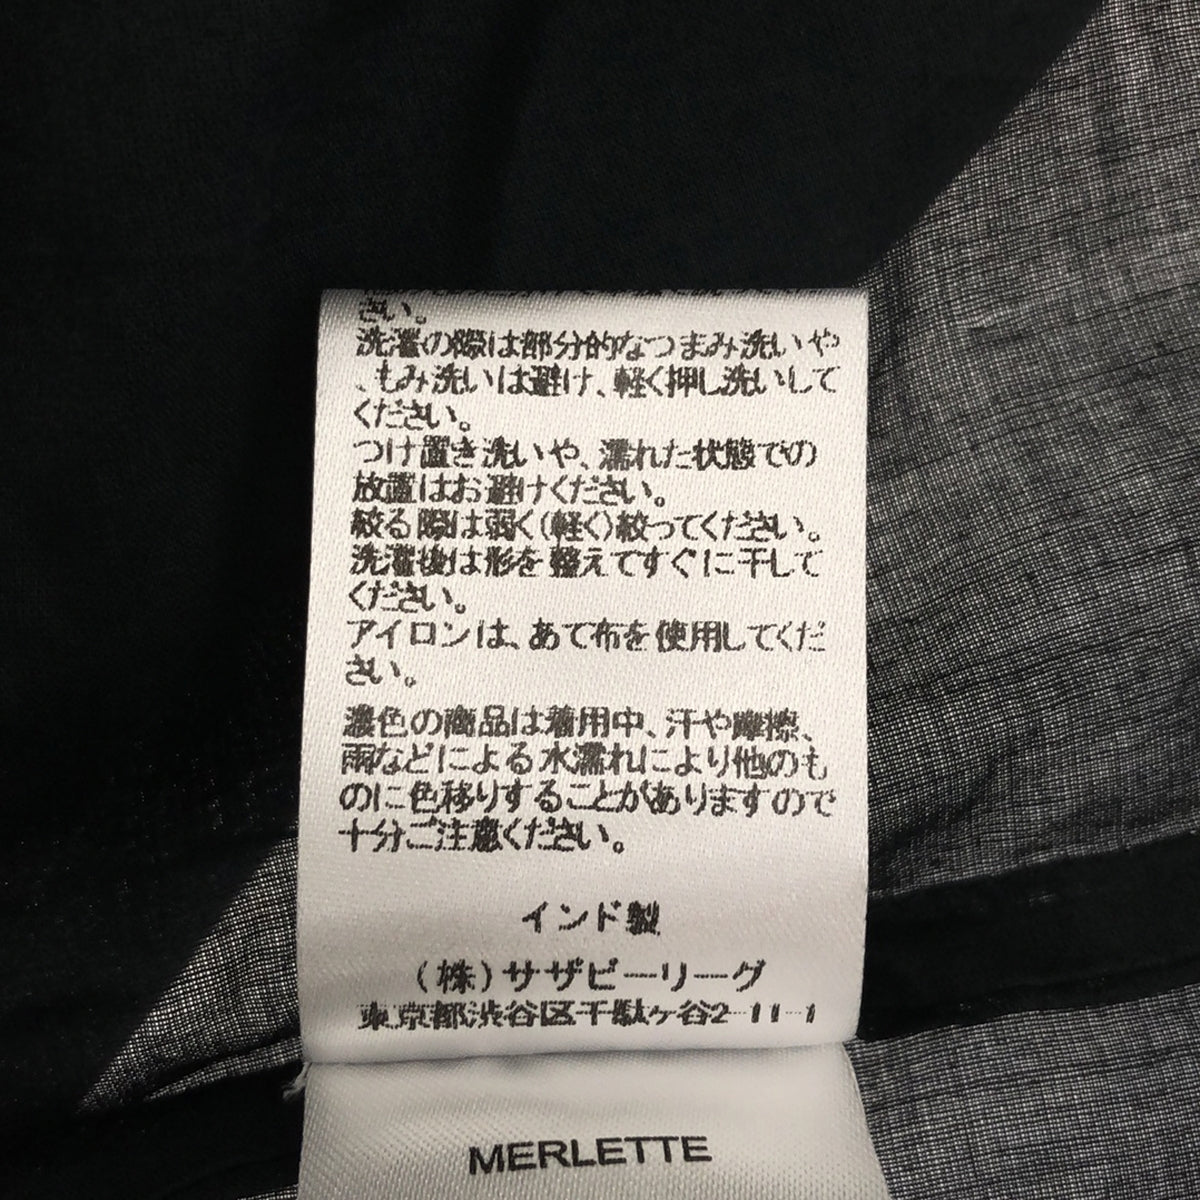 さい。
洗濯の際は部分的なつまみ洗いや
、もみ洗いは避け、軽く押し洗いして
ください。
つけ置き洗いや、濡れた状態での
放置はお避けください。
絞る際は弱く(軽く)絞ってください。
洗濯後は形を整えてすぐに干して
ください。
アイロンは、あて布を使用してくだ
さい。
濃色の商品は着用中、汗や摩擦、
雨などによる水濡れにより他のも
のに色移りすることがありますので
十分ご注意ください。
インド製
(株)サザビーリーグ
東京都渋谷区千駄ヶ谷2-11-1
MERLETTE